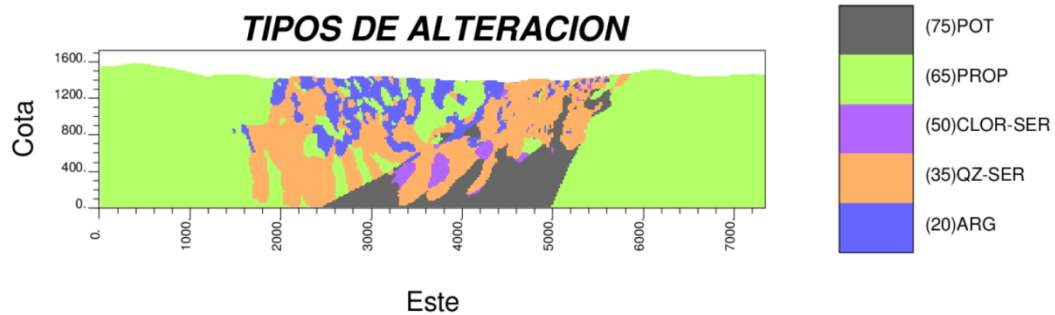 TIPOS DE ALTERACION
Cota
1600.
1200.
800.
400.
0.
0.
1000.
2000.
3000.
4000.
5000.
6000.
7000.
Este
(75)POT
(65)PROP
(50)CLOR-SER
(35)QZ-SER
(20)ARG